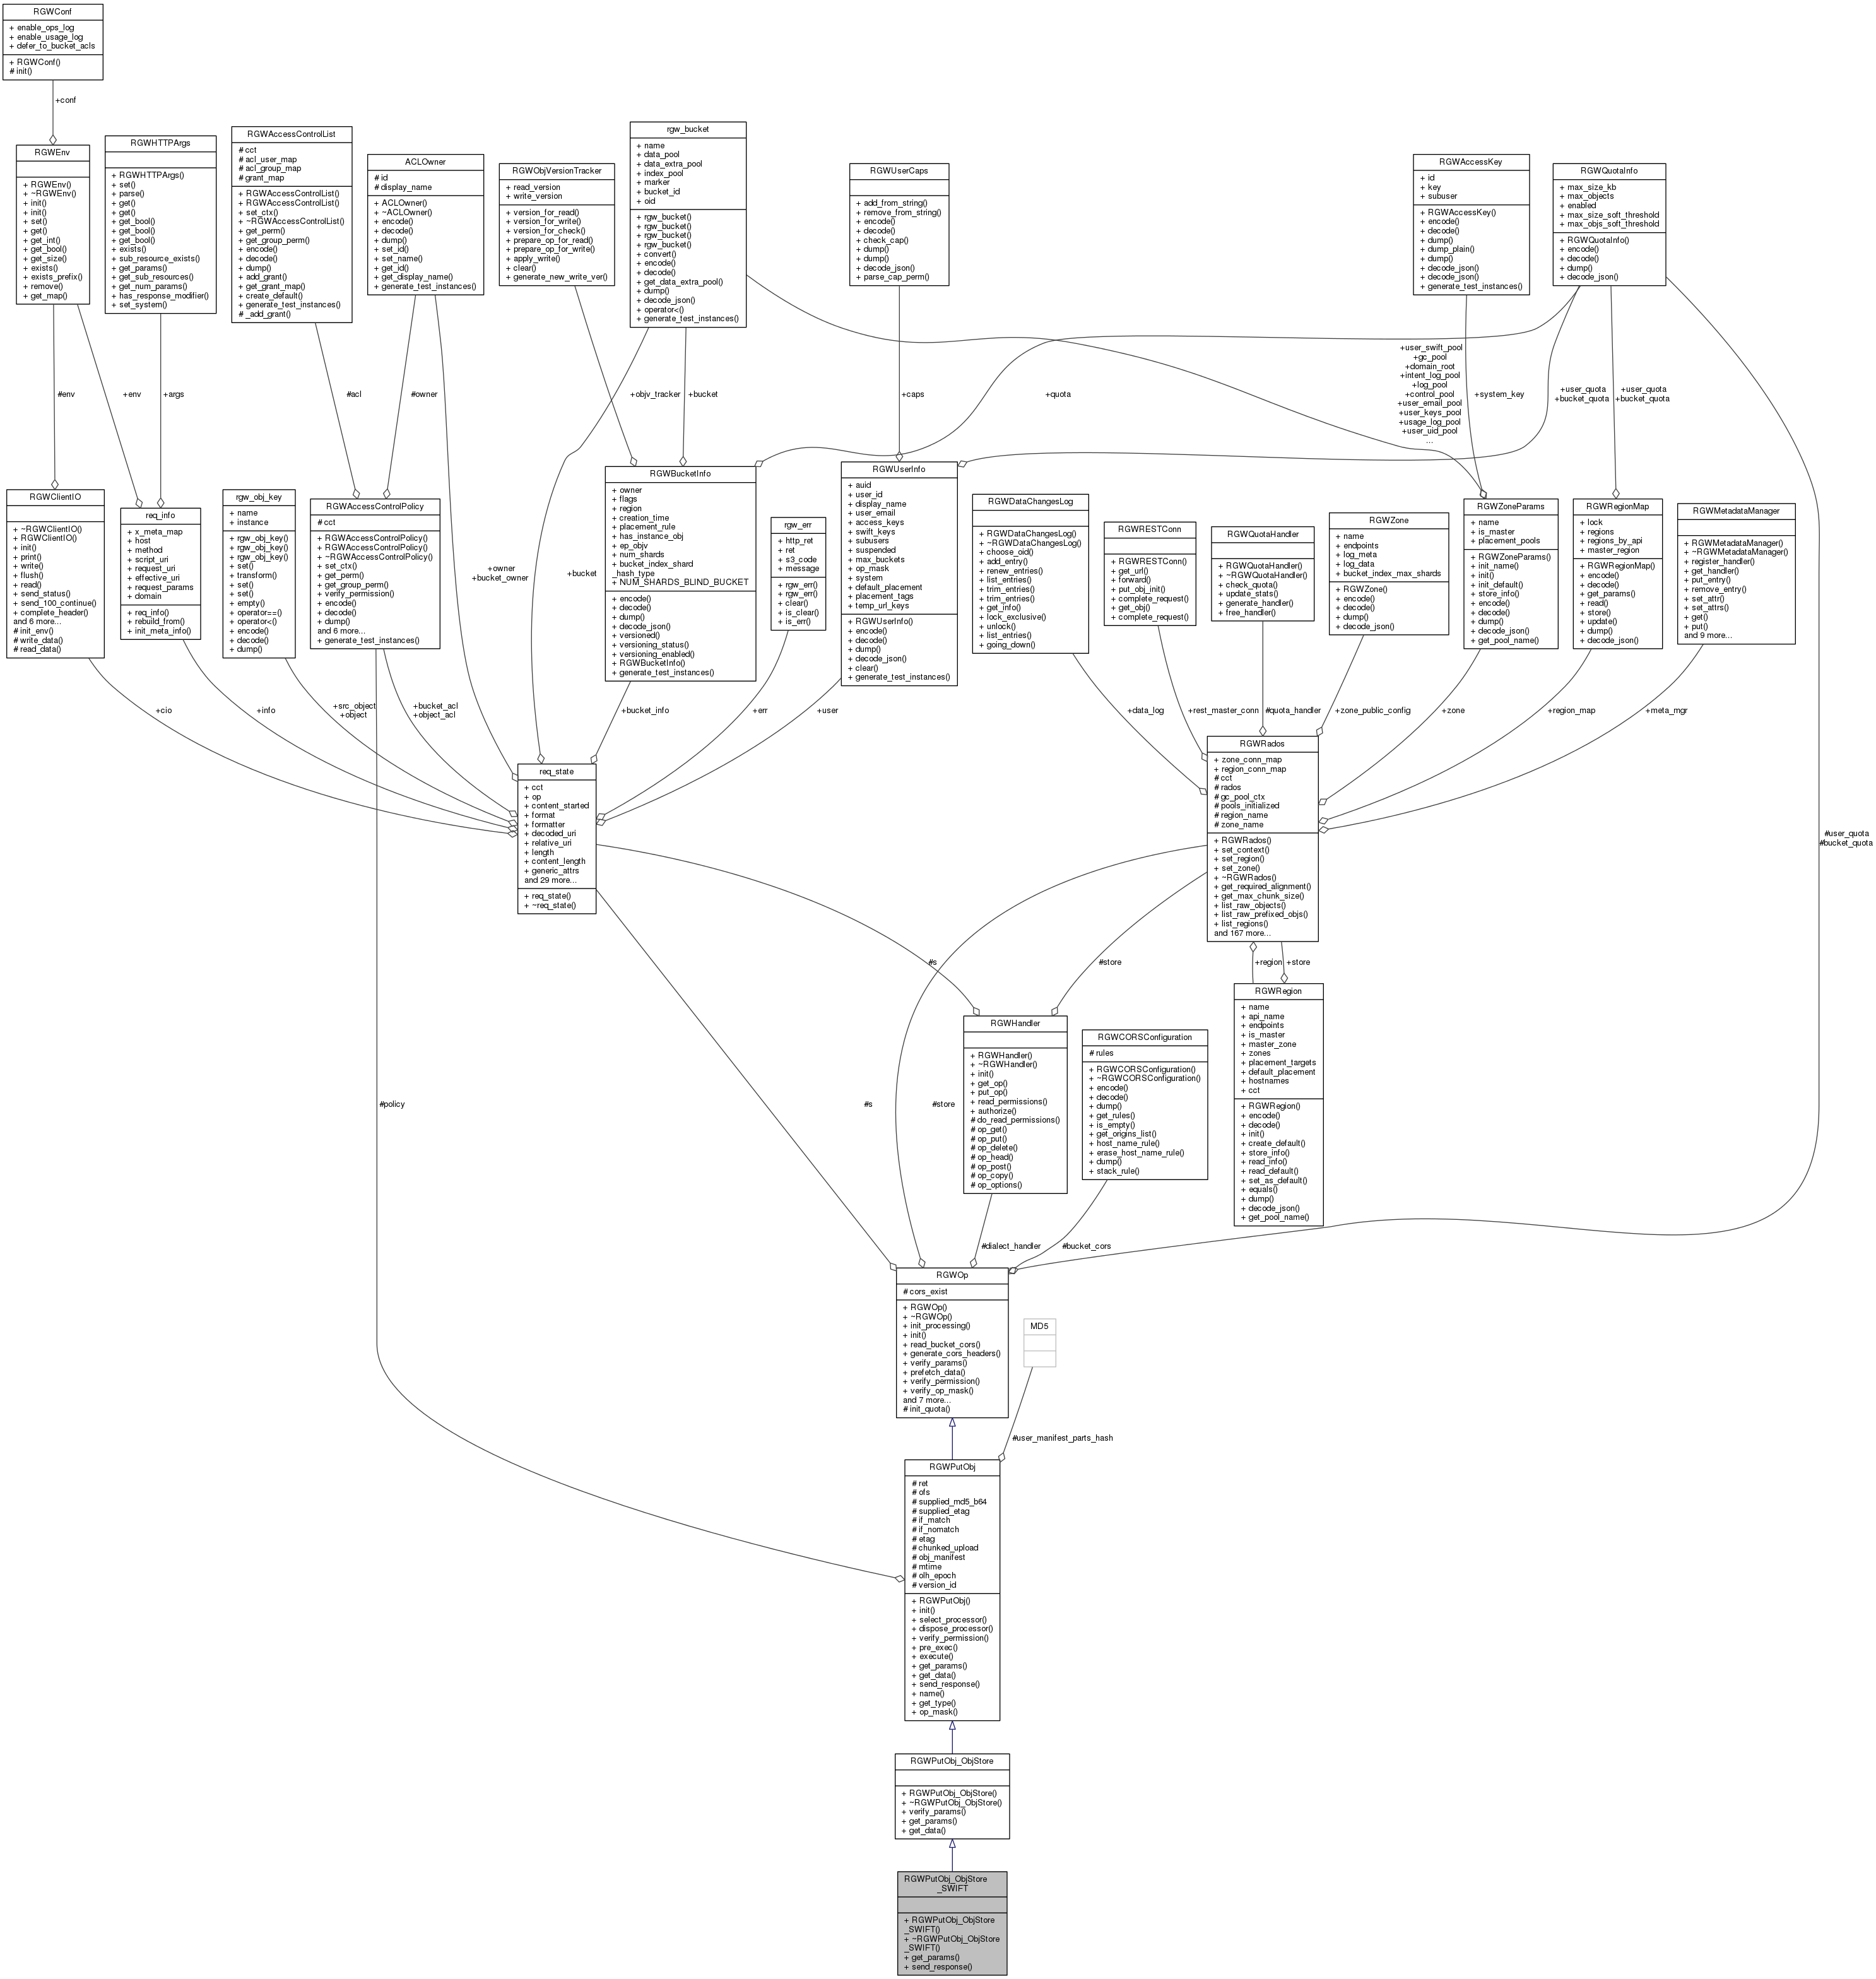 RGWConf
+ enable_ops_log
+ enable_usage_log
+ defer_to_bucket_acls
+ RGWConf()
# init()
+conf
RGWEnv
+ RGWEnv()
+ ~RGWEnv()
+ init()
+ init()
+ set()
+ get()
+ get_int()
+ get_bool()
+ get_size()
+ exists()
+ exists_prefix()
+ remove()
+ get_map()
RGWHTTPArgs
+ RGWHTTPArgs()
+ set()
+ parse()
+ get()
+ get()
+ get_bool()
+ get_bool()
+ get_bool()
+ exists()
+ sub_resource_exists()
+ get_params()
+ get_sub_resources()
+ get_num_params()
+ has_response_modifier()
+ set_system()
RGWAccessControlList
# cct
# acl_user_map
# acl_group_map
# grant_map
+ RGWAccessControlList()
+ RGWAccessControlList()
+ set_ctx()
+ ~RGWAccessControlList()
+ get_perm()
+ get_group_perm()
+ encode()
+ decode()
+ dump()
+ add_grant()
+ get_grant_map()
+ create_default()
+ generate_test_instances()
# _add_grant()
ACLOwner
# id
# display_name
+ ACLOwner()
+ ~ACLOwner()
+ encode()
+ decode()
+ dump()
+ set_id()
+ set_name()
+ get_id()
+ get_display_name()
+ generate_test_instances()
RGWObjVersionTracker
+ read_version
+ write_version
+ version_for_read()
+ version_for_write()
+ version_for_check()
+ prepare_op_for_read()
+ prepare_op_for_write()
+ apply_write()
+ clear()
+ generate_new_write_ver()
rgw_bucket
+ name
+ data_pool
+ data_extra_pool
+ index_pool
+ marker
+ bucket_id
+ oid
+ rgw_bucket()
+ rgw_bucket()
+ rgw_bucket()
+ rgw_bucket()
+ convert()
+ encode()
+ decode()
+ get_data_extra_pool()
+ dump()
+ decode_json()
+ operator<()
+ generate_test_instances()
RGWUserCaps
+ add_from_string()
+ remove_from_string()
+ encode()
+ decode()
+ check_cap()
+ dump()
+ dump()
+ decode_json()
+ parse_cap_perm()
RGWAccessKey
+ id
+ key
+ subuser
+ RGWAccessKey()
+ encode()
+ decode()
+ dump()
+ dump_plain()
+ dump()
+ decode_json()
+ decode_json()
+ generate_test_instances()
RGWQuotaInfo
+ max_size_kb
+ max_objects
+ enabled
+ max_size_soft_threshold
+ max_objs_soft_threshold
+ RGWQuotaInfo()
+ encode()
+ decode()
+ dump()
+ decode_json()
#env
+env
+args
#acl
#owner
+owner
+bucket_owner
+bucket
+objv_tracker
+bucket
+caps
+quota
+user_swift_pool
+gc_pool
+domain_root
+intent_log_pool
+log_pool
+control_pool
+user_email_pool
+user_keys_pool
+usage_log_pool
+user_uid_pool
...
+system_key
+user_quota
+bucket_quota
+user_quota
+bucket_quota
RGWClientIO
+ ~RGWClientIO()
+ RGWClientIO()
+ init()
+ print()
+ write()
+ flush()
+ read()
+ send_status()
+ send_100_continue()
+ complete_header()
and 6 more...
# init_env()
# write_data()
# read_data()
req_info
+ x_meta_map
+ host
+ method
+ script_uri
+ request_uri
+ effective_uri
+ request_params
+ domain
+ req_info()
+ rebuild_from()
+ init_meta_info()
rgw_obj_key
+ name
+ instance
+ rgw_obj_key()
+ rgw_obj_key()
+ rgw_obj_key()
+ set()
+ transform()
+ set()
+ set()
+ empty()
+ operator==()
+ operator<()
+ encode()
+ decode()
+ dump()
RGWAccessControlPolicy
# cct
+ RGWAccessControlPolicy()
+ RGWAccessControlPolicy()
+ ~RGWAccessControlPolicy()
+ set_ctx()
+ get_perm()
+ get_group_perm()
+ verify_permission()
+ encode()
+ decode()
+ dump()
and 6 more...
+ generate_test_instances()
RGWBucketInfo
+ owner
+ flags
+ region
+ creation_time
+ placement_rule
+ has_instance_obj
+ ep_objv
+ num_shards
+ bucket_index_shard
_hash_type
+ NUM_SHARDS_BLIND_BUCKET
+ encode()
+ decode()
+ dump()
+ decode_json()
+ versioned()
+ versioning_status()
+ versioning_enabled()
+ RGWBucketInfo()
+ generate_test_instances()
rgw_err
+ http_ret
+ ret
+ s3_code
+ message
+ rgw_err()
+ rgw_err()
+ clear()
+ is_clear()
+ is_err()
RGWUserInfo
+ auid
+ user_id
+ display_name
+ user_email
+ access_keys
+ swift_keys
+ subusers
+ suspended
+ max_buckets
+ op_mask
+ system
+ default_placement
+ placement_tags
+ temp_url_keys
+ RGWUserInfo()
+ encode()
+ decode()
+ dump()
+ decode_json()
+ clear()
+ generate_test_instances()
RGWDataChangesLog
+ RGWDataChangesLog()
+ ~RGWDataChangesLog()
+ choose_oid()
+ add_entry()
+ renew_entries()
+ list_entries()
+ trim_entries()
+ trim_entries()
+ get_info()
+ lock_exclusive()
+ unlock()
+ list_entries()
+ going_down()
RGWRESTConn
+ RGWRESTConn()
+ get_url()
+ forward()
+ put_obj_init()
+ complete_request()
+ get_obj()
+ complete_request()
RGWQuotaHandler
+ RGWQuotaHandler()
+ ~RGWQuotaHandler()
+ check_quota()
+ update_stats()
+ generate_handler()
+ free_handler()
RGWZone
+ name
+ endpoints
+ log_meta
+ log_data
+ bucket_index_max_shards
+ RGWZone()
+ encode()
+ decode()
+ dump()
+ decode_json()
RGWZoneParams
+ name
+ is_master
+ placement_pools
+ RGWZoneParams()
+ init_name()
+ init()
+ init_default()
+ store_info()
+ encode()
+ decode()
+ dump()
+ decode_json()
+ get_pool_name()
RGWRegionMap
+ lock
+ regions
+ regions_by_api
+ master_region
+ RGWRegionMap()
+ encode()
+ decode()
+ get_params()
+ read()
+ store()
+ update()
+ dump()
+ decode_json()
RGWMetadataManager
+ RGWMetadataManager()
+ ~RGWMetadataManager()
+ register_handler()
+ get_handler()
+ put_entry()
+ remove_entry()
+ set_attr()
+ set_attrs()
+ get()
+ put()
and 9 more...
+cio
+info
+src_object
+object
+bucket_acl
+object_acl
+bucket_info
+err
+user
+data_log
+rest_master_conn
#quota_handler
+zone_public_config
+zone
+region_map
+meta_mgr
req_state
+ cct
+ op
+ content_started
+ format
+ formatter
+ decoded_uri
+ relative_uri
+ length
+ content_length
+ generic_attrs
and 29 more...
+ req_state()
+ ~req_state()
RGWRados
+ zone_conn_map
+ region_conn_map
# cct
# rados
# gc_pool_ctx
# pools_initialized
# region_name
# zone_name
+ RGWRados()
+ set_context()
+ set_region()
+ set_zone()
+ ~RGWRados()
+ get_required_alignment()
+ get_max_chunk_size()
+ list_raw_objects()
+ list_raw_prefixed_objs()
+ list_regions()
and 167 more...
#user_quota
#bucket_quota
#s
#store
+region
+store
RGWHandler
+ RGWHandler()
+ ~RGWHandler()
+ init()
+ get_op()
+ put_op()
+ read_permissions()
+ authorize()
# do_read_permissions()
# op_get()
# op_put()
# op_delete()
# op_head()
# op_post()
# op_copy()
# op_options()
RGWCORSConfiguration
# rules
+ RGWCORSConfiguration()
+ ~RGWCORSConfiguration()
+ encode()
+ decode()
+ dump()
+ get_rules()
+ is_empty()
+ get_origins_list()
+ host_name_rule()
+ erase_host_name_rule()
+ dump()
+ stack_rule()
RGWRegion
+ name
+ api_name
+ endpoints
+ is_master
+ master_zone
+ zones
+ placement_targets
+ default_placement
+ hostnames
+ cct
+ RGWRegion()
+ encode()
+ decode()
+ init()
+ create_default()
+ store_info()
+ read_info()
+ read_default()
+ set_as_default()
+ equals()
+ dump()
+ decode_json()
+ get_pool_name()
#policy
#s
#store
#dialect_handler
#bucket_cors
RGWOp
# cors_exist
+ RGWOp()
+ ~RGWOp()
+ init_processing()
+ init()
+ read_bucket_cors()
+ generate_cors_headers()
+ verify_params()
+ prefetch_data()
+ verify_permission()
+ verify_op_mask()
and 7 more...
# init_quota()
MD5
#user_manifest_parts_hash
RGWPutObj
# ret
# ofs
# supplied_md5_b64
# supplied_etag
# if_match
# if_nomatch
# etag
# chunked_upload
# obj_manifest
# mtime
# olh_epoch
# version_id
+ RGWPutObj()
+ init()
+ select_processor()
+ dispose_processor()
+ verify_permission()
+ pre_exec()
+ execute()
+ get_params()
+ get_data()
+ send_response()
+ name()
+ get_type()
+ op_mask()
RGWPutObj_ObjStore
+ RGWPutObj_ObjStore()
+ ~RGWPutObj_ObjStore()
+ verify_params()
+ get_params()
+ get_data()
RGWPutObj_ObjStore
_SWIFT
+ RGWPutObj_ObjStore
_SWIFT()
+ ~RGWPutObj_ObjStore
_SWIFT()
+ get_params()
+ send_response()